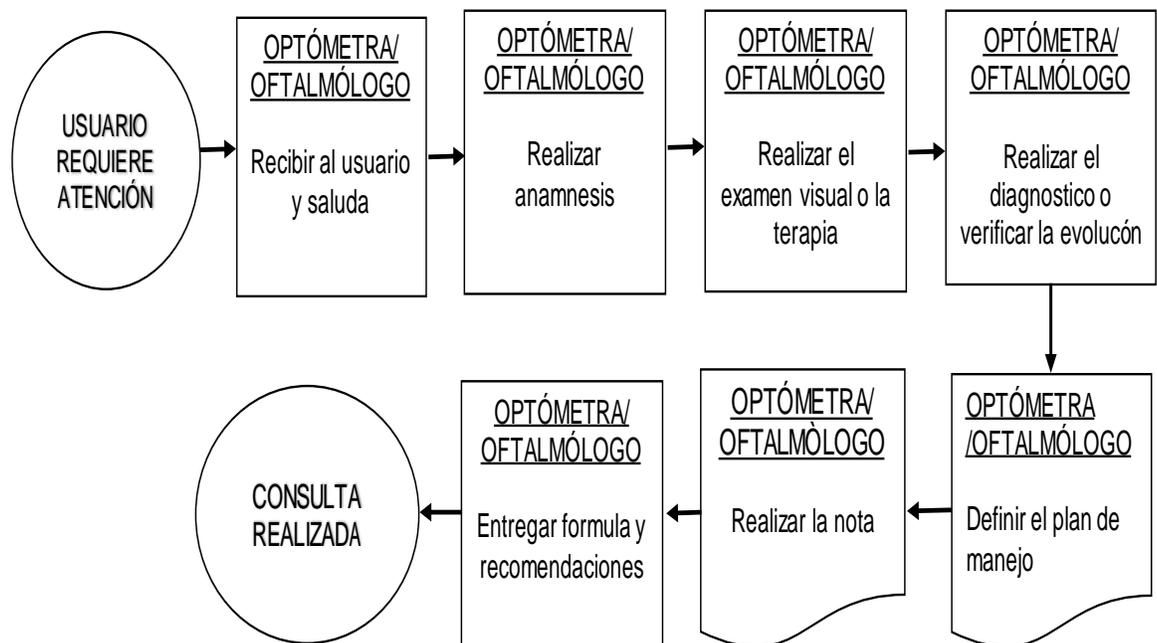 USUARIO
REQUIERE
ATENCIÓN
OPTÓMETRA/
OFTALMÓLOGO
Recibir al usuario
y saluda
OPTÓMETRA/
OFTALMÓLOGO
Realizar
anamnesis
OPTÓMETRA/
OFTALMÓLOGO
Realizar el
examen visual o la
terapia
OPTÓMETRA/
OFTALMÓLOGO
Realizar el
diagnostico o
verificar la evolucón
OPTÓMETRA
/OFTALMÓLOGO
Definir el plan de
manejo
OPTÓMETRA/
OFTALMÒLOGO
Realizar la nota
OPTÓMETRA/
OFTALMÓLOGO
Entregar formula y
recomendaciones
CONSULTA
REALIZADA